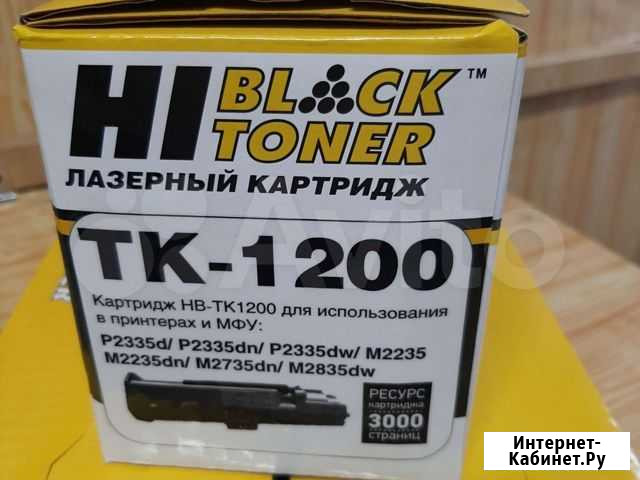 HI BLACK TONER™
ЛАЗЕРНЫЙ КАРТРИДЖ
TK-1200
Картридж HB-TK1200 для использования
в принтерах и МФУ:
P2335d/ P2335dn/ P2335dw/ M2235
M2235dn/ M2735dn/ M2835dw
РЕСУРС
картриджа
3000
страниц
Avito
Интернет-
Кабинет.Ру